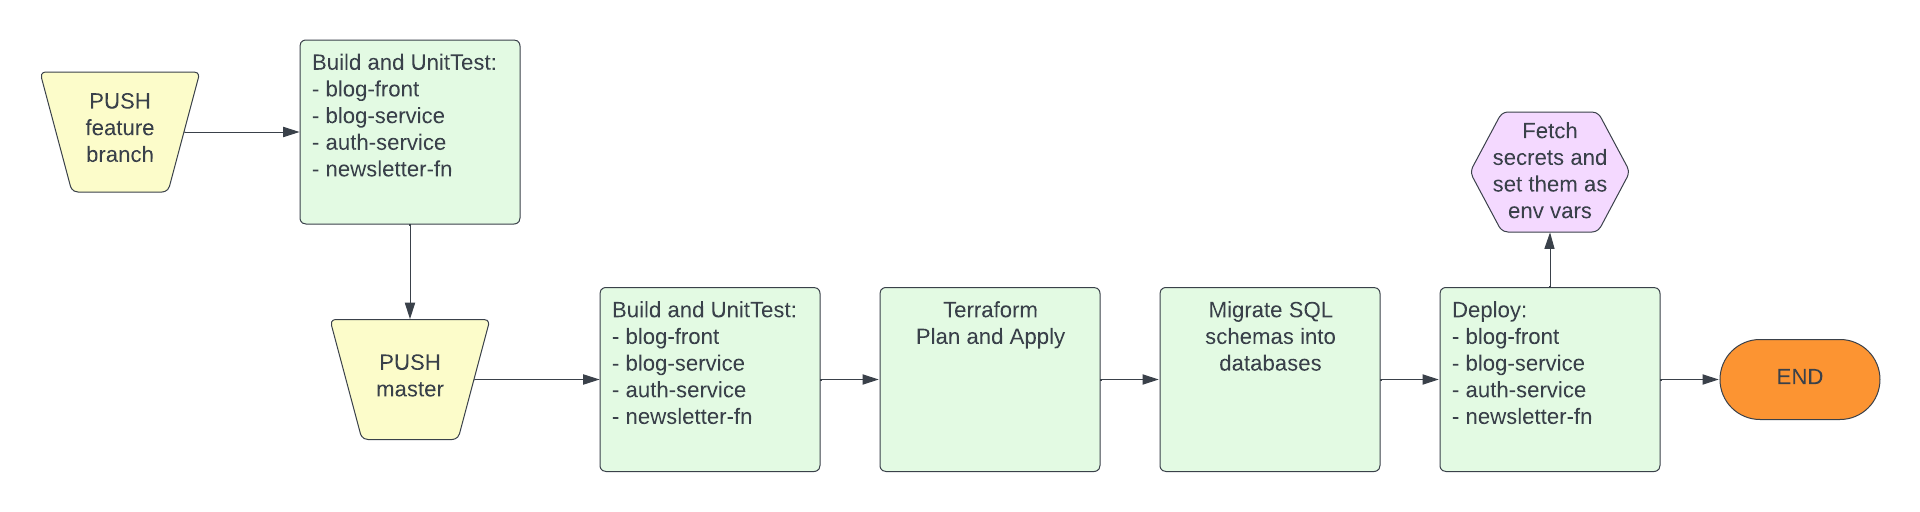 PUSH
feature
branch
Build and UnitTest:
- blog-front
- blog-service
- auth-service
- newsletter-fn
PUSH
master
Build and UnitTest:
- blog-front
- blog-service
- auth-service
- newsletter-fn
Terraform
Plan and Apply
Migrate SQL
schemas into
databases
Deploy:
- blog-front
- blog-service
- auth-service
- newsletter-fn
Fetch
secrets and
set them as
env vars
END